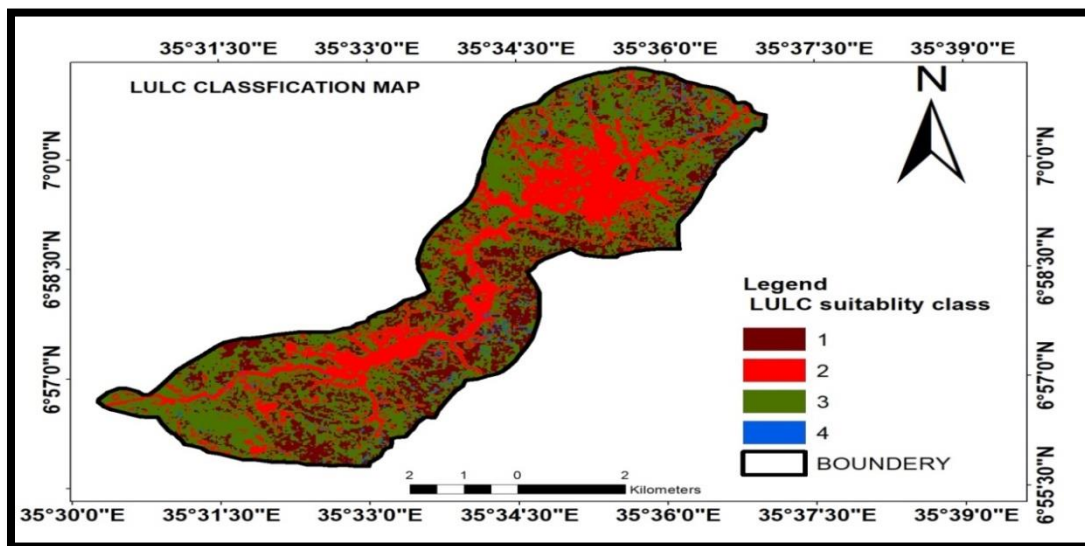 35°31'30"E 35°33'0"E 35°34'30"E 35°36'0"E 35°37'30"E 35°39'0"E
LULC CLASSFICATION MAP
N
7°0'0"N 7°0'0"N
6°58'30"N 6°58'30"N
6°57'0"N 6°57'0"N
6°55'30"N
Legend
LULC suitablity class
1
2
3
4
BOUNDERY
2 1 0 2
Kilometers
35°30'0"E 35°31'30"E 35°33'0"E 35°34'30"E 35°36'0"E 35°37'30"E 35°39'0"E